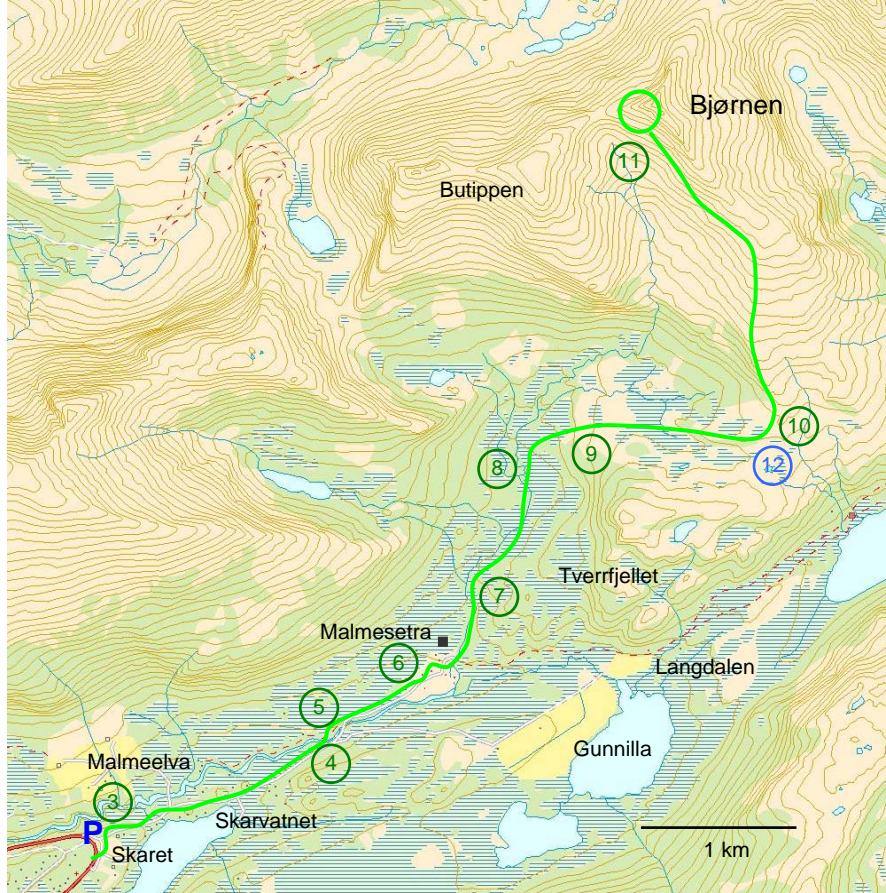 Bjørnen
11
Butippen
10
9
12
8
Tverrfjellet
7
Malmesetra
6
Langdalen
5
Gunnilla
4
Malmeelva
3
Skarvatnet
P
Skaret
1 km